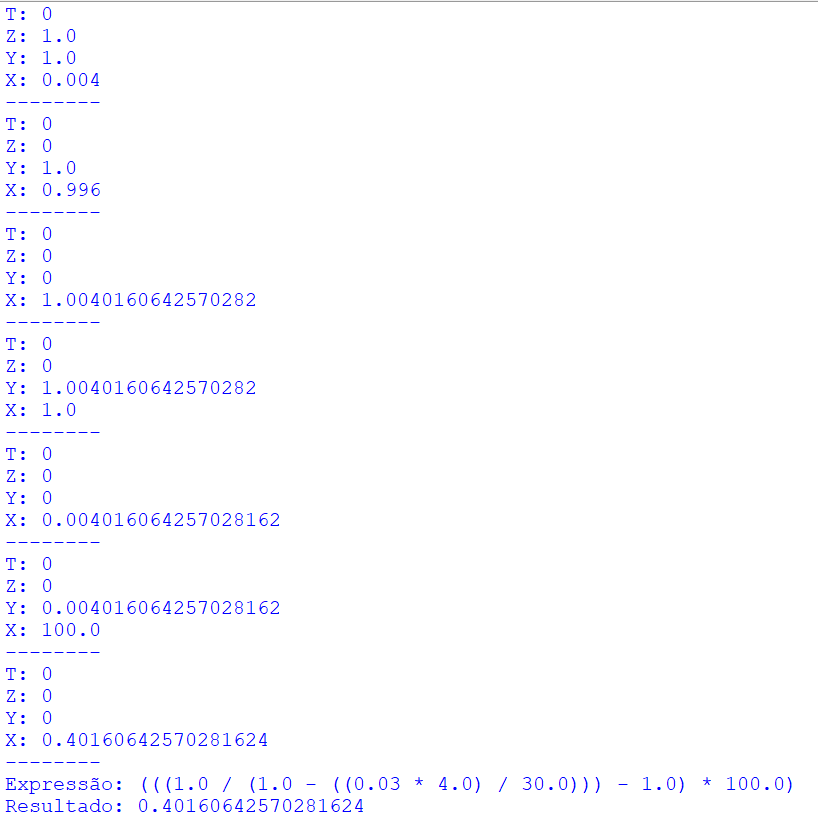 T: 0
Z: 1.0
Y: 1.0
X: 0.004
--------
T: 0
Z: 0
Y: 1.0
X: 0.996
--------
T: 0
Z: 0
Y: 0
X: 1.0040160642570282
--------
T: 0
Z: 0
Y: 1.0040160642570282
X: 1.0
--------
T: 0
Z: 0
Y: 0
X: 0.004016064257028162
--------
T: 0
Z: 0
Y: 0.004016064257028162
X: 100.0
--------
T: 0
Z: 0
Y: 0
X: 0.40160642570281624
--------
Expressão: (((1.0 / (1.0 - ((0.03 * 4.0) / 30.0))) - 1.0) * 100.0)
Resultado: 0.40160642570281624